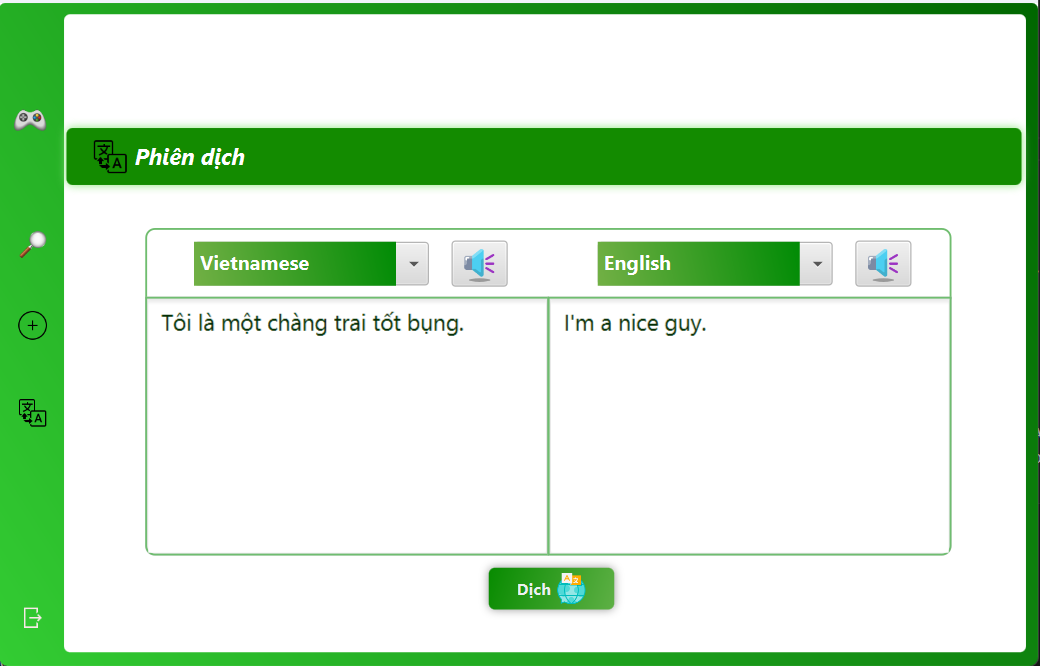 Phiên dịch
Vietnamese
English
Tôi là một chàng trai tốt bụng.
I'm a nice guy.
Dịch